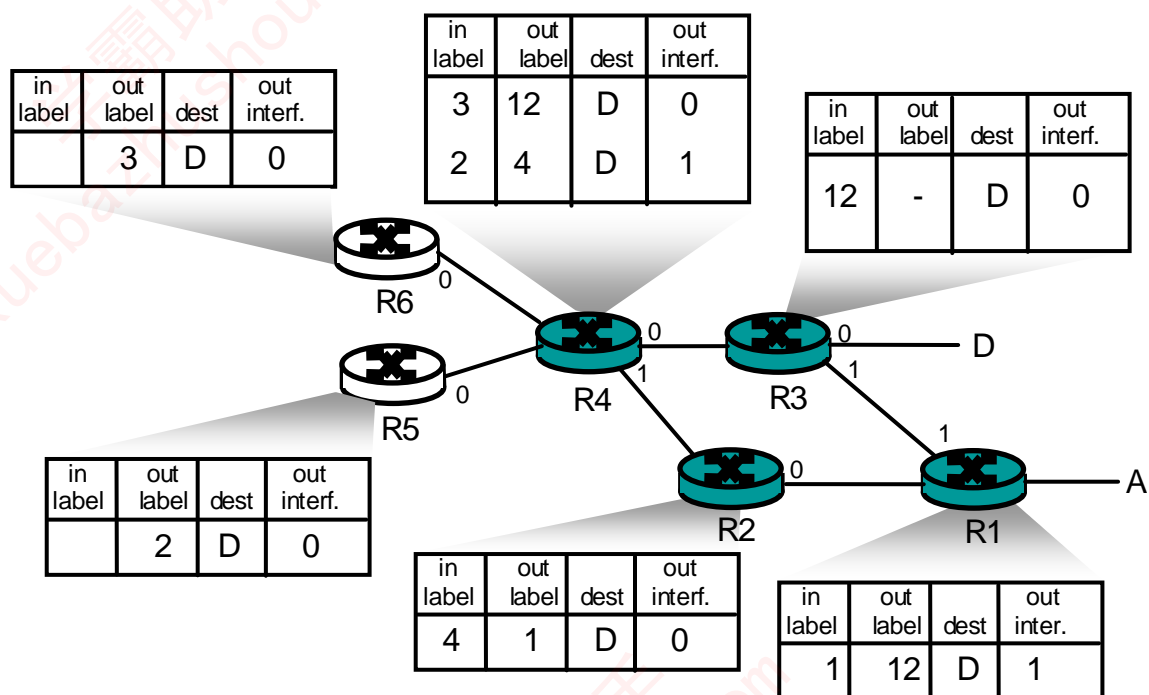 in out out
label label dest interf.
3 D 0
in out out
label label dest interf.
3 12 D 0
2 4 D 1
in out out
label label dest interf.
12 - D 0
R6
0
R5
0
R4
0
1
R3
0
1
D
R2
0
R1
1
A
in out out
label label dest interf.
2 D 0
in out out
label label dest interf.
4 1 D 0
in out out
label label dest inter.
1 12 D 1